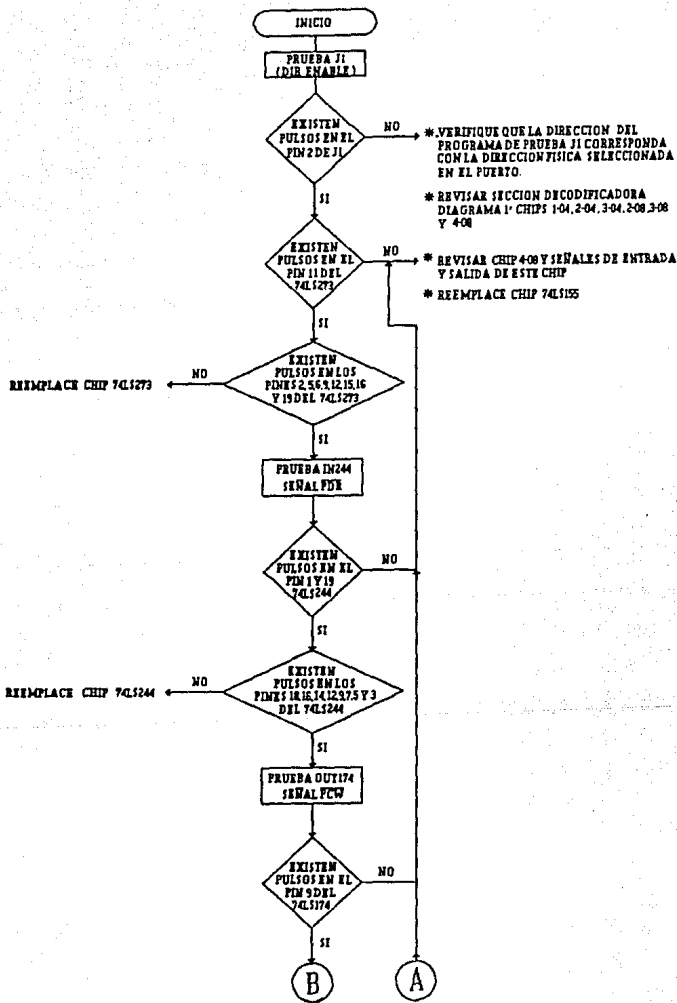 INICIO
PRUEBA J1
(DIR ENABLE)
EXISTEN
PULSOS EN EL
PIN 2 DE J1
NO
* VERIFIQUE QUE LA DIRECCION DEL
PROGRAMA DE PRUEBA J1 CORRESPONDA
CON LA DIRECCION FISICA SELECCIONADA
EN EL PUERTO.
* REVISAR SECCION DECODIFICADORA
DIAGRAMA 1' CHIPS 1-04, 2-04, 3-04, 2-08, 3-08
Y 4-08
SI
EXISTEN
PULSOS EN EL
PIN 11 DEL
74LS273
NO
* REVISAR CHIP 4-08 Y SEÑALES DE ENTRADA
Y SALIDA DE ESTE CHIP
* REEMPLACE CHIP 74LS155
SI
EXISTEN
PULSOS EN LOS
PINES 2, 5,6,9,12,15,16
Y 19 DEL 74LS273
NO
REEMPLACE CHIP 74LS273
SI
PRUEBA IN244
SEÑAL PDR
EXISTEN
PULSOS EN EL
PIN 1 Y 19
74LS244
NO
SI
EXISTEN
PULSOS EN LOS
PINES 18,16,14,12,9,7,5 Y 3
DEL 74LS244
NO
REEMPLACE CHIP 74LS244
SI
PRUEBA OUT174
SEÑAL PCW
EXISTEN
PULSOS EN EL
PIN 9 DEL
74LS174
NO
SI
B
A